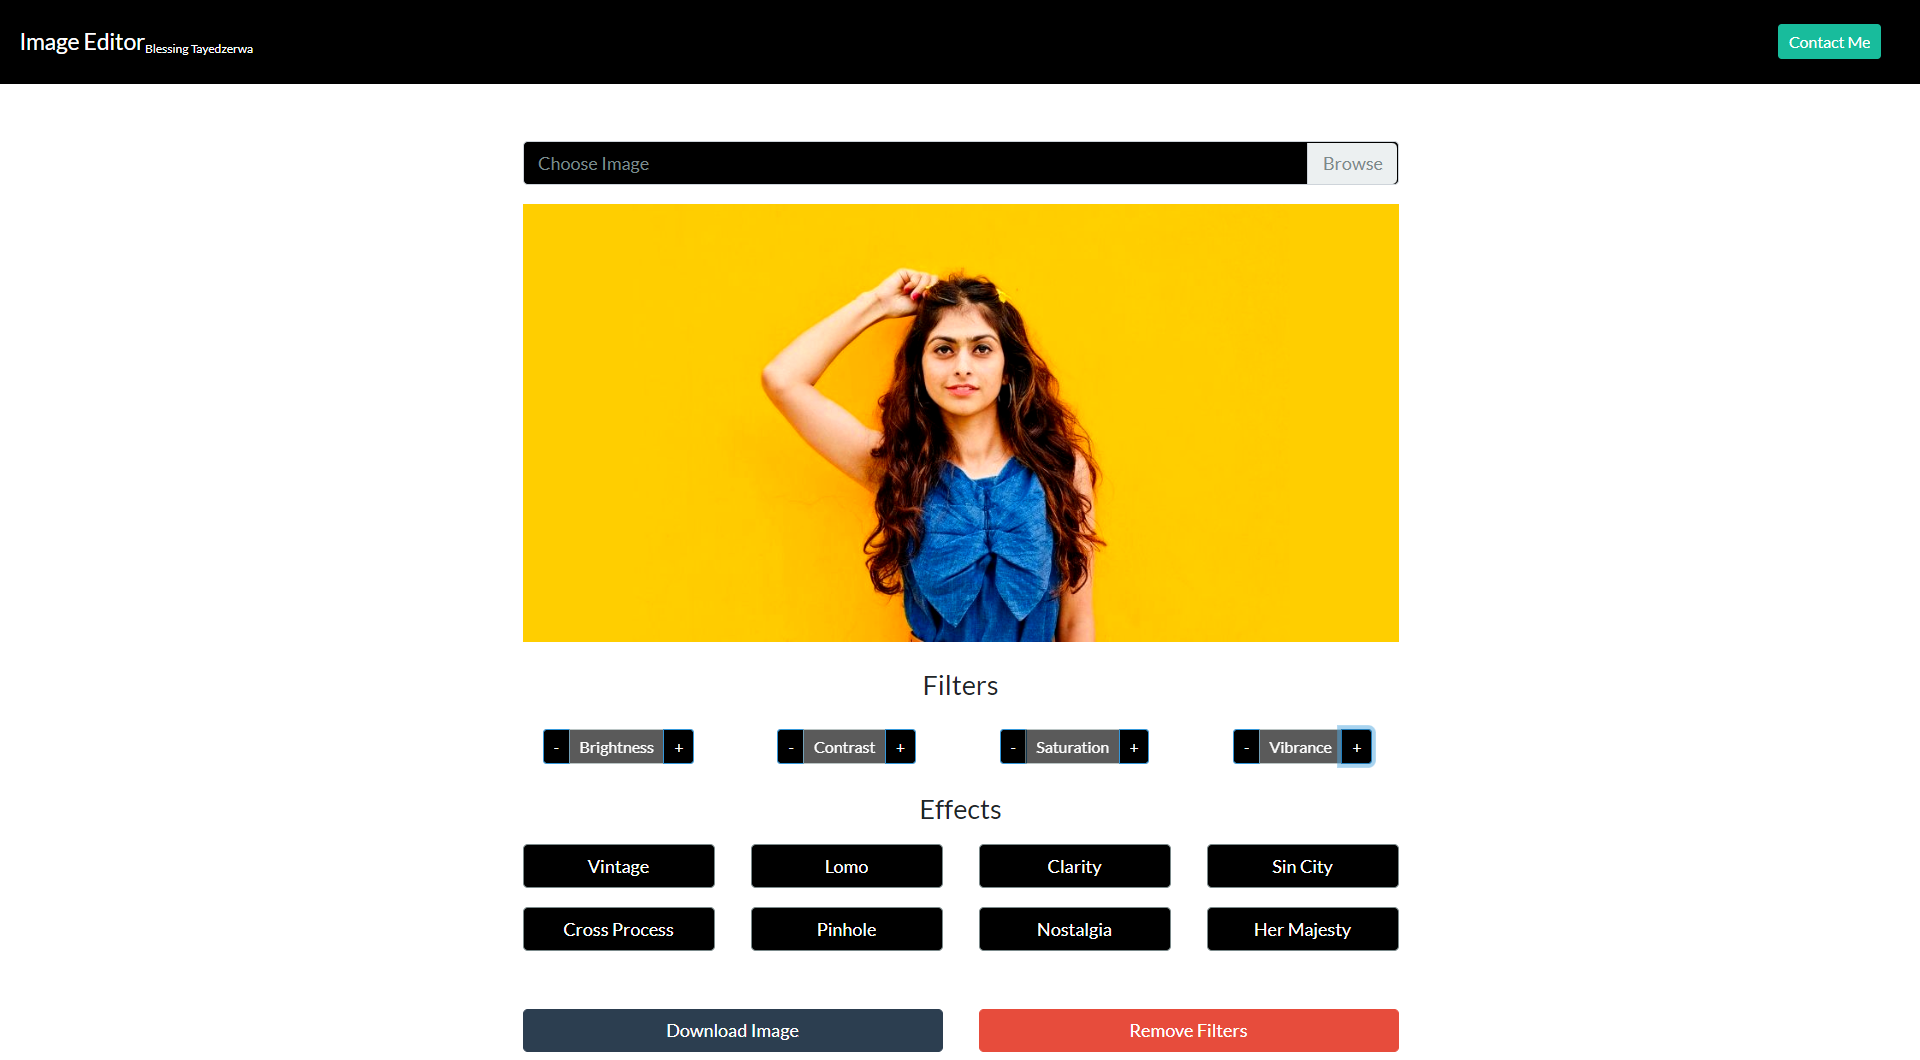 Image Editor Blessing Tayedzerwa
Contact Me
Choose Image Browse
Filters
- Brightness + - Contrast + - Saturation + - Vibrance +
Effects
Vintage Lomo Clarity Sin City
Cross Process Pinhole Nostalgia Her Majesty
Download Image Remove Filters